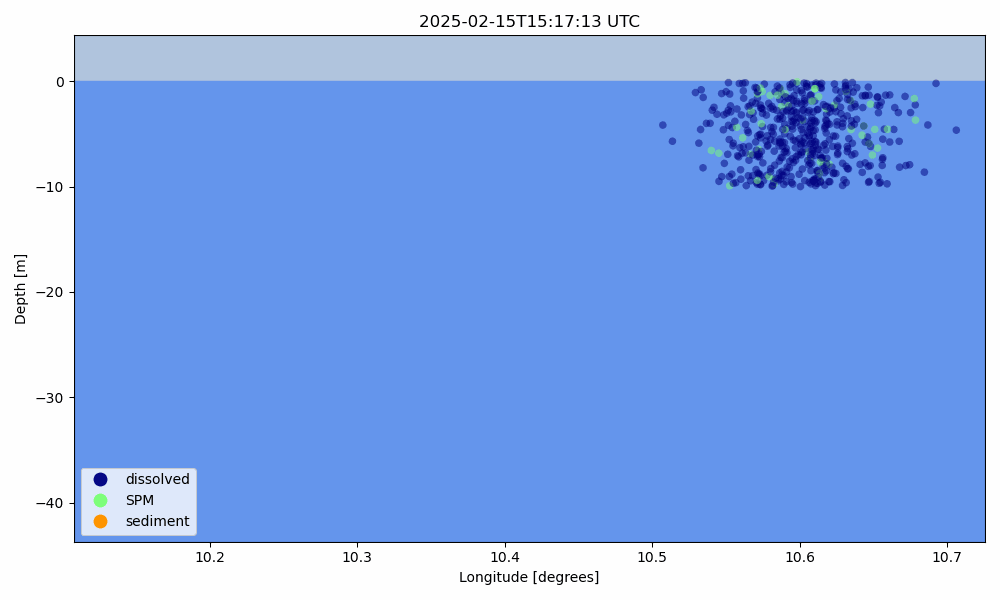 2025-02-15T15:17:13 UTC
Depth [m]
0
−10
−20
−30
−40
dissolved
SPM
sediment
10.2 10.3 10.4 10.5 10.6 10.7
Longitude [degrees]